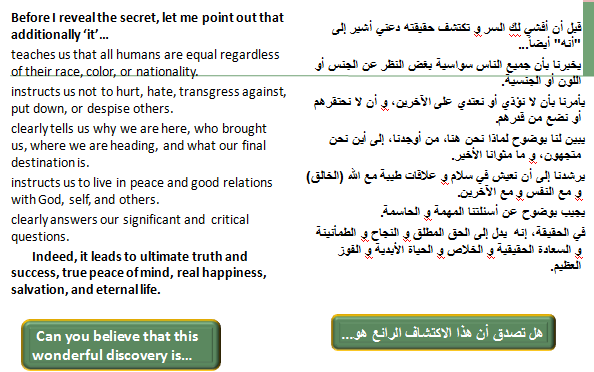 Before I reveal the secret, let me point out that
additionally ‘it’…
teaches us that all humans are equal regardless
of their race, color, or nationality.
instructs us not to hurt, hate, transgress against,
put down, or despise others.
clearly tells us why we are here, who brought
us, where we are heading, and what our final
destination is.
instructs us to live in peace and good relations
with God, self, and others.
clearly answers our significant and critical
questions.
Indeed, it leads to ultimate truth and
success, true peace of mind, real happiness,
salvation, and eternal life.
Can you believe that this
wonderful discovery is…
قبل أن أفشي لك السر و تكتشف حقيقته دعني أشير إلى
"أنه" أيضاً...
يخبرنا بأن جميع الناس سواسية بغض النظر عن الجنس أو
اللون أو الجنسية.
يأمرنا بأن لا نؤذي أو نعتدي على الآخرين، و أن لا نحتقرهم
أو نضع من قدرهم.
يبين لنا بوضوح لماذا نحن هنا، من أوجدنا، إلى أين نحن
متجهون، و ما مثوانا الأخير.
يرشدنا إلى أن نعيش في سلام و علاقات طيبة مع الله (الخالق)
و مع النفس و مع الآخرين.
يجيب بوضوح عن أسئلتنا المهمة و الحاسمة.
في الحقيقة، إنه يدل إلى الحق المطلق و النجاح و الطمأنينة
و السعادة الحقيقية و الخلاص و الحياة الأبدية و الفوز
العظيم.
هل تصدق أن هذا الاكتشاف الرائع هو...